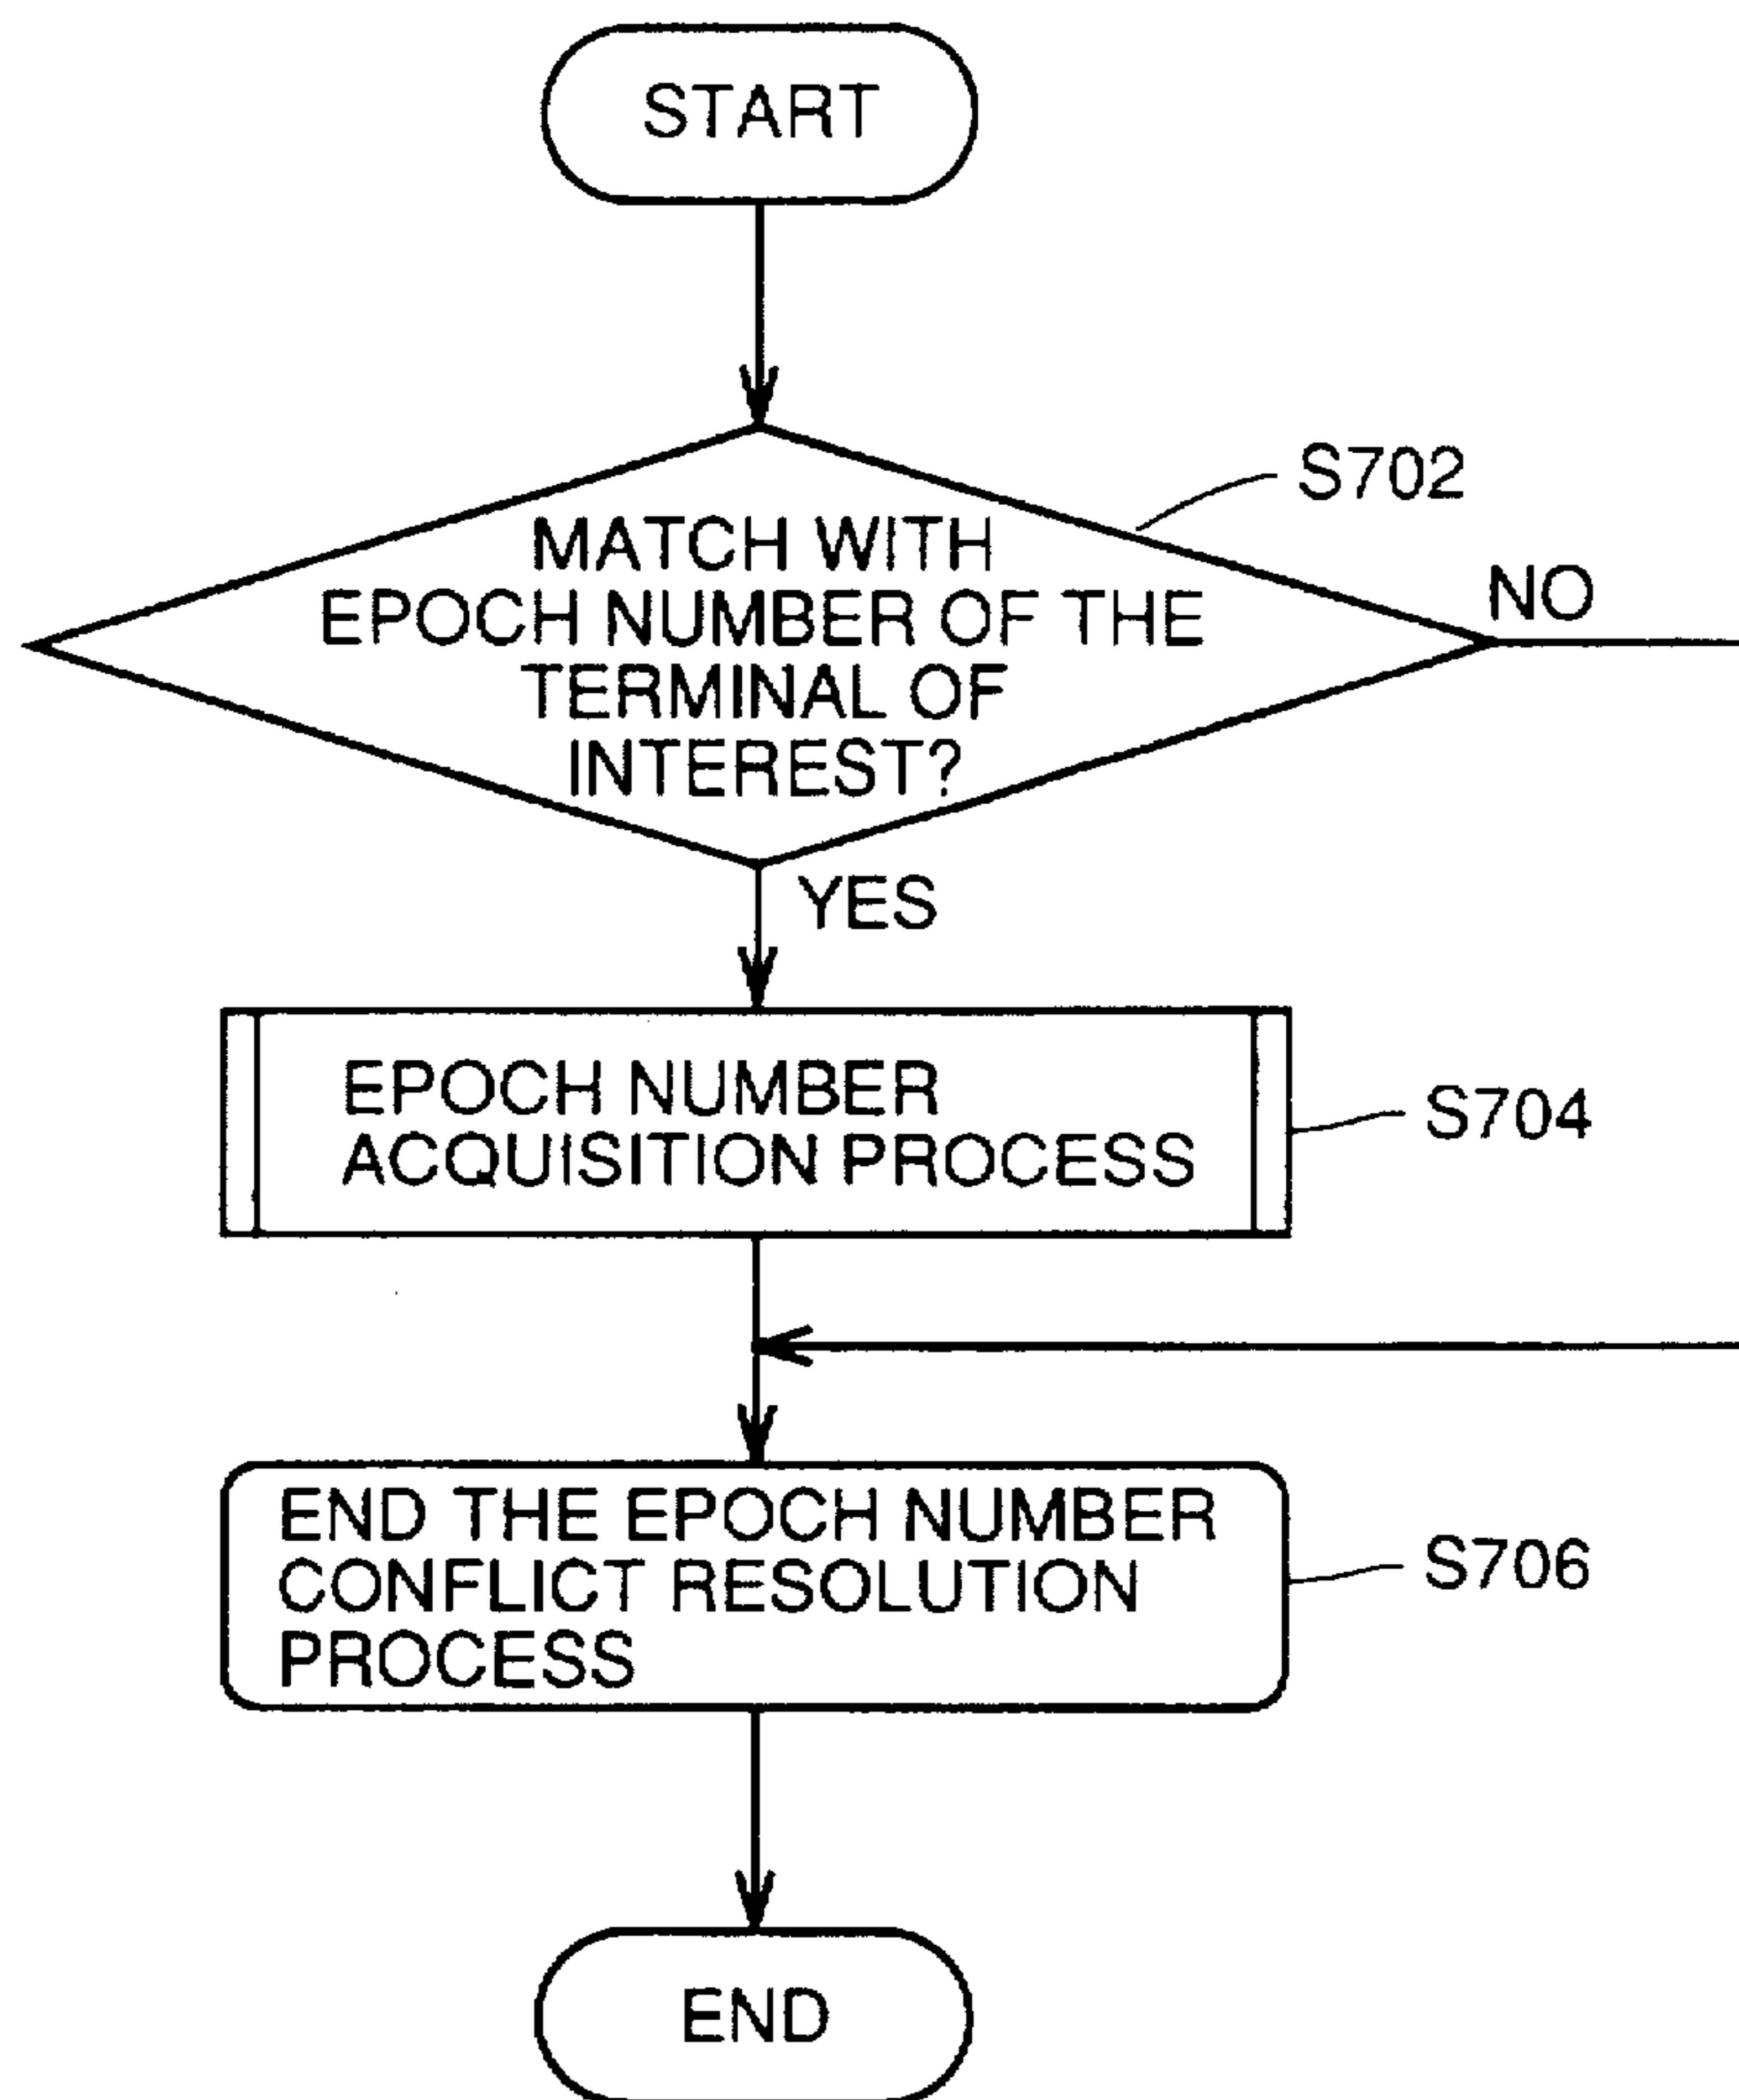 START
S702
MATCH WITH
EPOCH NUMBER OF THE
TERMINAL OF
INTEREST?
NO
YES
EPOCH NUMBER
ACQUISITION PROCESS
S704
END THE EPOCH NUMBER
CONFLICT RESOLUTION
PROCESS
S706
END